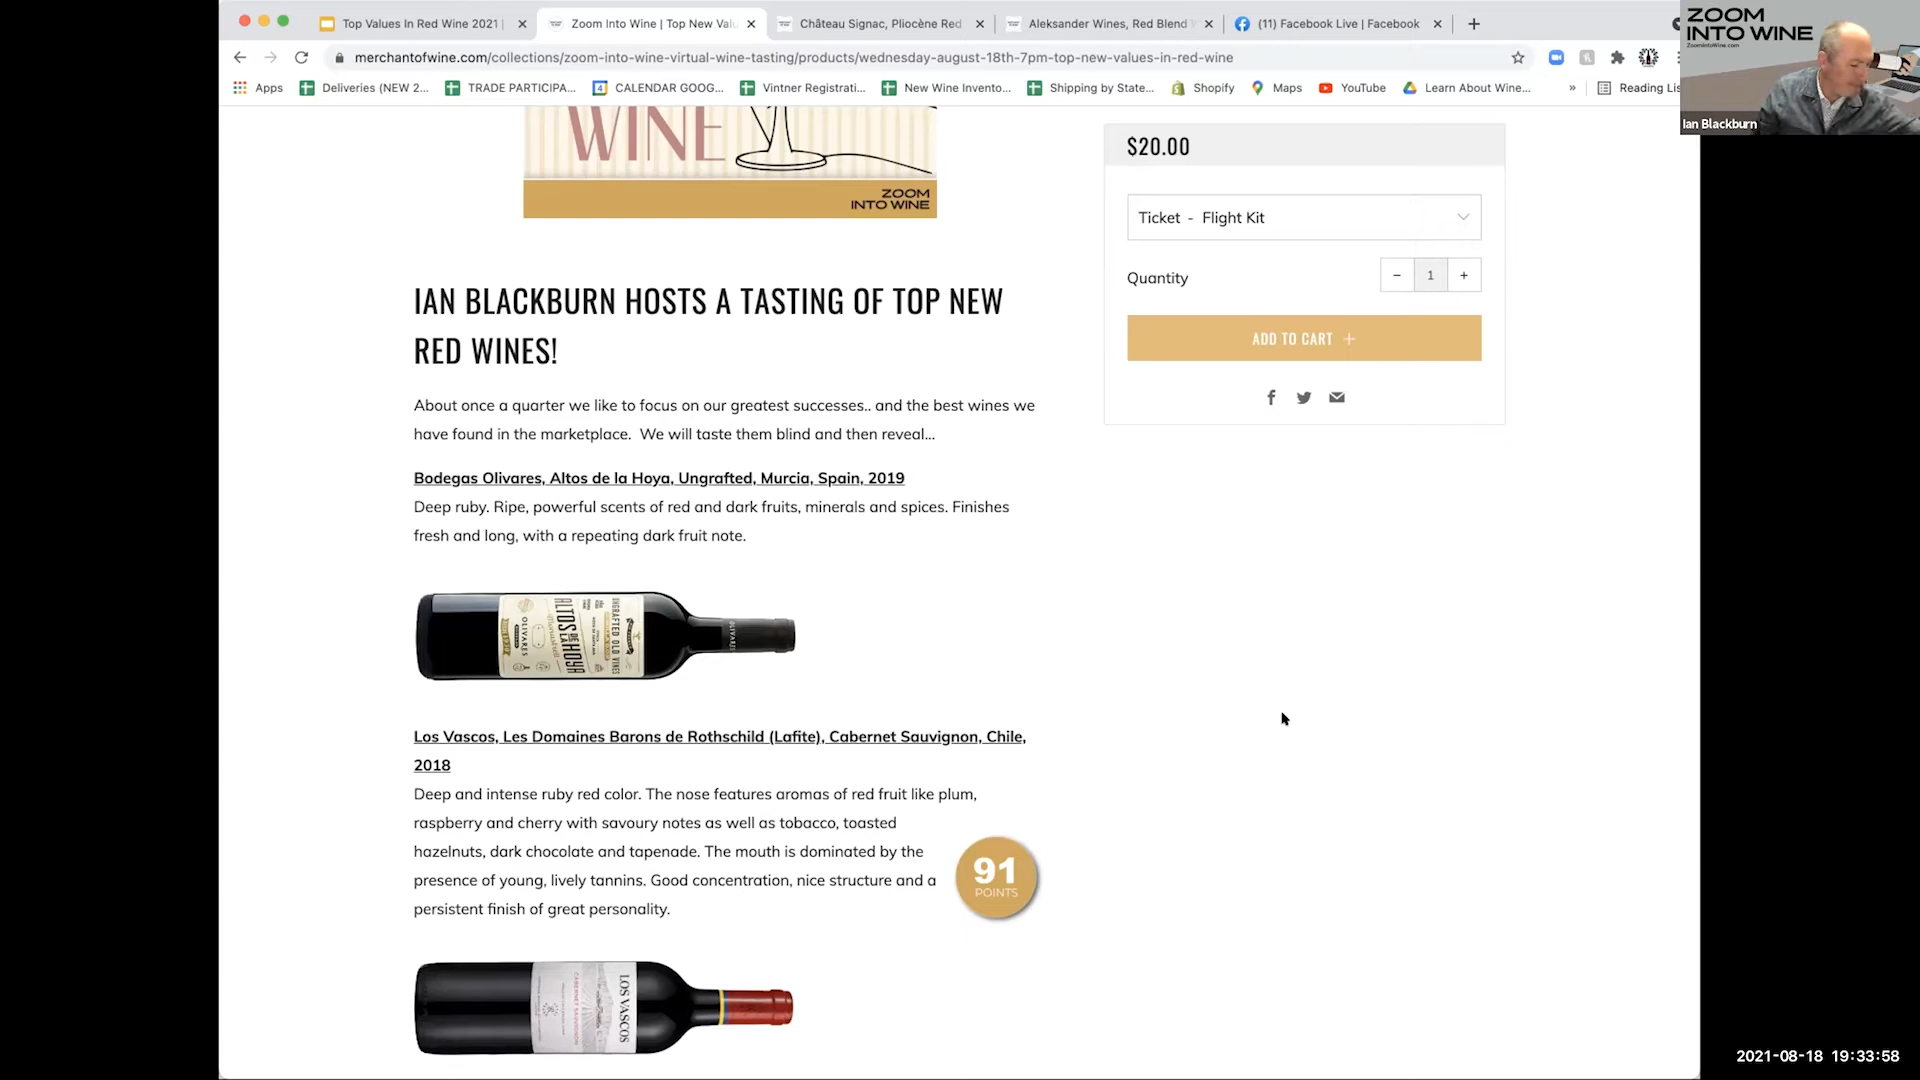 Top Values In Red Wine 2021 |
Zoom Into Wine | Top New Valu
Château Signac, Pliocène Red
Aleksander Wines, Red Blend
(11) Facebook Live | Facebook
ZOOM
INTO WINE
ZoomIntoWine.com
merchantofwine.com/collections/zoom-into-wine-virtual-wine-tasting/products/wednesday-august-18th-7pm-top-new-values-in-red-wine
Apps
Deliveries (NEW 2...
TRADE PARTICIPA...
CALENDAR GOOG...
Vintner Registrati...
New Wine Invento...
Shipping by State...
Shopify
Maps
YouTube
Learn About Wine...
»
Reading Lis
Ian Blackburn
WINE
ZOOM
INTO WINE
$20.00
Ticket - Flight Kit
Quantity
− 1 +
ADD TO CART +
IAN BLACKBURN HOSTS A TASTING OF TOP NEW
RED WINES!
About once a quarter we like to focus on our greatest successes.. and the best wines we
have found in the marketplace. We will taste them blind and then reveal...
Bodegas Olivares, Altos de la Hoya, Ungrafted, Murcia, Spain, 2019
Deep ruby. Ripe, powerful scents of red and dark fruits, minerals and spices. Finishes
fresh and long, with a repeating dark fruit note.
UNGRAFTED OLD VINES
ALTOS DE LA HOYA
Monastrell
OLIVARES
OLIVARES
Los Vascos, Les Domaines Barons de Rothschild (Lafite), Cabernet Sauvignon, Chile,
2018
Deep and intense ruby red color. The nose features aromas of red fruit like plum,
raspberry and cherry with savoury notes as well as tobacco, toasted
hazelnuts, dark chocolate and tapenade. The mouth is dominated by the
presence of young, lively tannins. Good concentration, nice structure and a
persistent finish of great personality.
91
POINTS
LOS VASCOS
CABERNET SAUVIGNON
2021-08-18 19:33:58